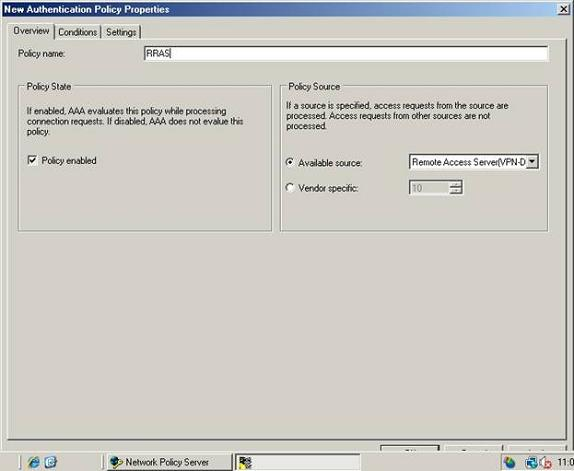 New Authentication Policy Properties
Overview Conditions Settings
Policy name: RRAS
Policy State
If enabled, AAA evaluates this policy while processing
connection requests. If disabled, AAA does not evaluate this
policy.
Policy enabled
Policy Source
If a source is specified, access requests from the source are
processed. Access requests from other sources are not
processed.
Available source: Remote Access Server(VPN-D
Vendor specific: 10
Network Policy Server
11:0